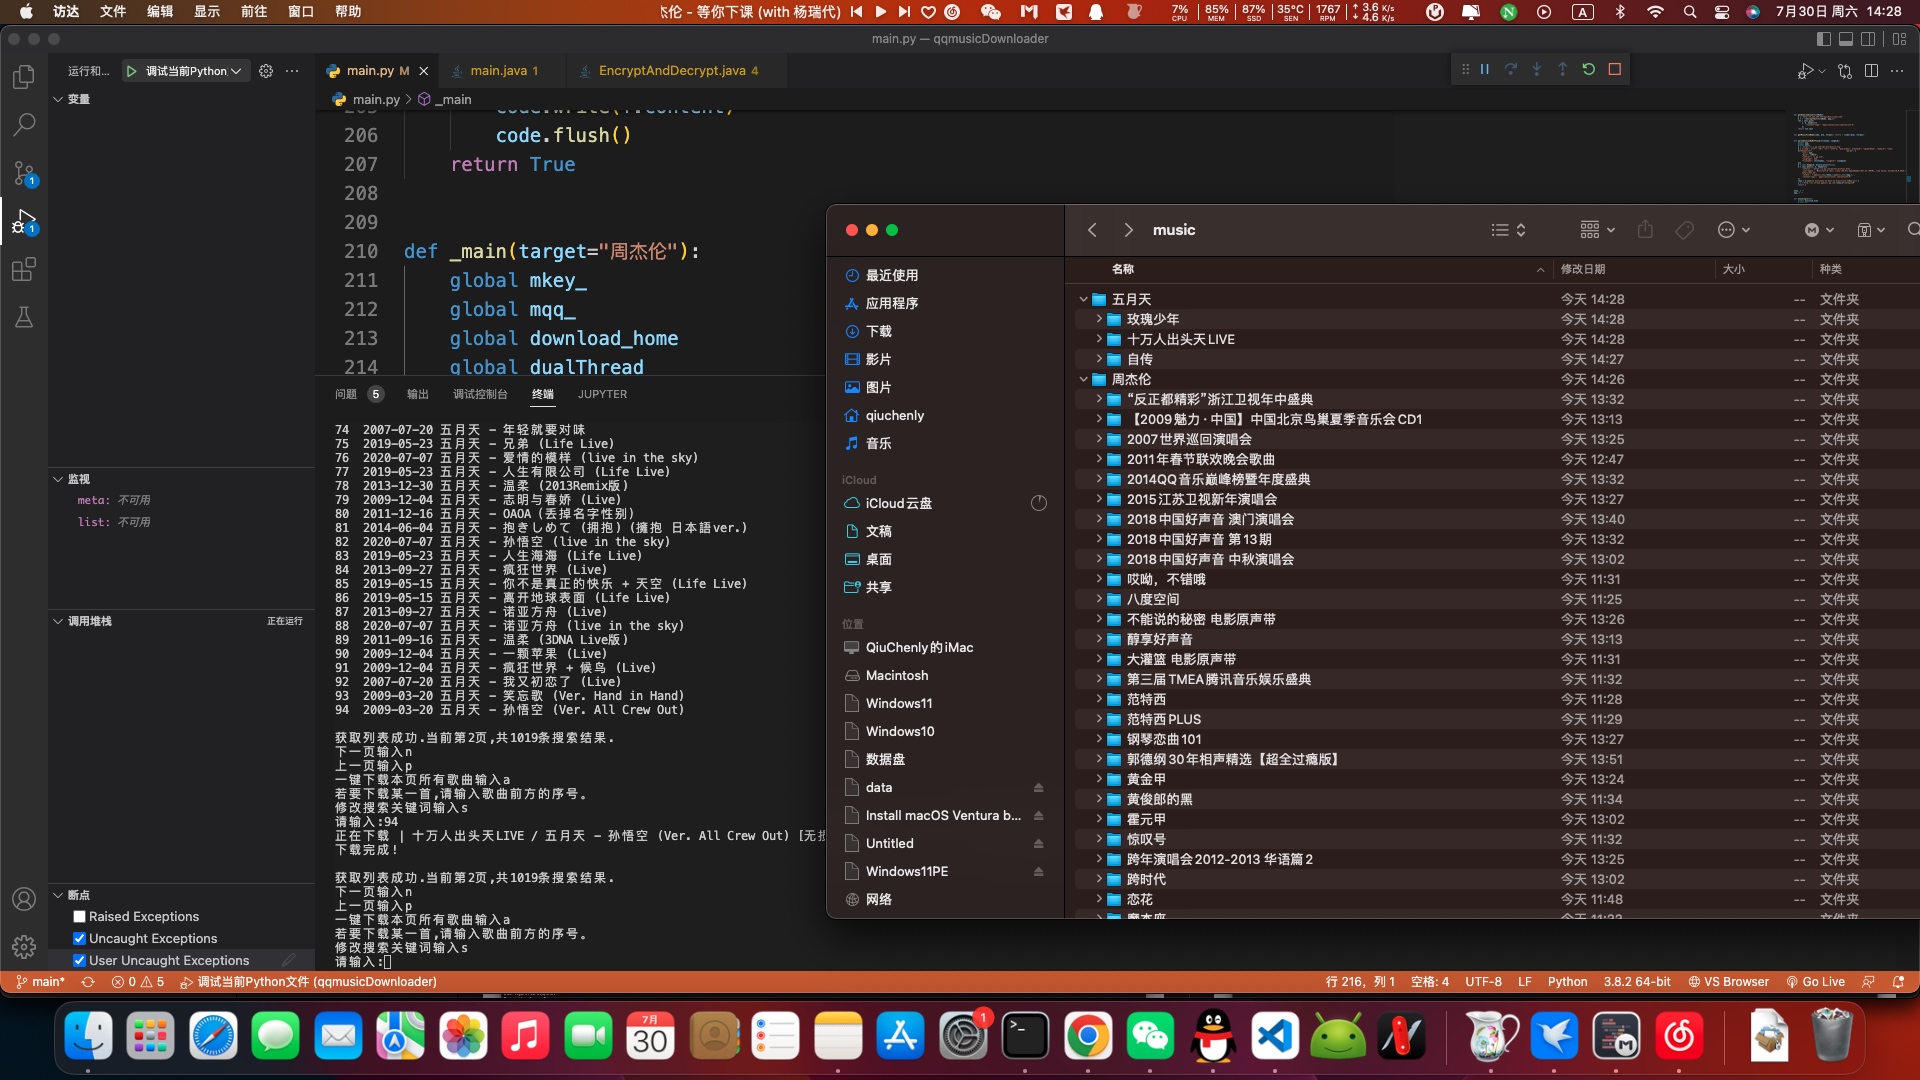 访达 文件 编辑 显示 前往 窗口 帮助
杰伦 - 等你下课 (with 杨瑞代)
7% CPU 85% MEM 87% SSD 35°C SEN 1767 RPM 3.6 K/s 4.6 K/s
7月30日 周六 14:28
main.py — qqmusicDownloader
运行和... 调试当前Python
main.py M
main.java 1
EncryptAndDecrypt.java 4
变量
main.py > _main
206 code.flush()
207 return True
208
209
210 def _main(target="周杰伦"):
211 global mkey_
212 global mqq_
213 global download_home
214 global dualThread
问题 5 输出 调试控制台 终端 JUPYTER
74 2007-07-20 五月天 - 年轻就要对味
75 2019-05-23 五月天 - 兄弟 (Life Live)
76 2020-07-07 五月天 - 爱情的模样 (live in the sky)
77 2019-05-23 五月天 - 人生有限公司 (Life Live)
78 2013-12-30 五月天 - 温柔 (2013Remix版)
79 2009-12-04 五月天 - 志明与春娇 (Live)
80 2011-12-16 五月天 - OAOA (丢掉名字性别)
81 2014-06-04 五月天 - 抱きしめて (拥抱) (擁抱 日本語ver.)
82 2020-07-07 五月天 - 孙悟空 (live in the sky)
83 2019-05-23 五月天 - 人生海海 (Life Live)
84 2013-09-27 五月天 - 疯狂世界 (Live)
85 2019-05-15 五月天 - 你不是真正的快乐 + 天空 (Life Live)
86 2019-05-15 五月天 - 离开地球表面 (Life Live)
87 2013-09-27 五月天 - 诺亚方舟 (Live)
88 2020-07-07 五月天 - 诺亚方舟 (live in the sky)
89 2011-09-16 五月天 - 温柔 (3DNA Live版)
90 2009-12-04 五月天 - 一颗苹果 (Live)
91 2009-12-04 五月天 - 疯狂世界 + 候鸟 (Live)
92 2007-07-20 五月天 - 我又初恋了 (Live)
93 2009-03-20 五月天 - 笑忘歌 (Ver. Hand in Hand)
94 2009-03-20 五月天 - 孙悟空 (Ver. All Crew Out)
获取列表成功.当前第2页,共1019条搜索结果.
下一页输入n
上一页输入p
一键下载本页所有歌曲输入a
若要下载某一首,请输入歌曲前方的序号。
修改搜索关键词输入s
请输入:94
正在下载 | 十万人出头天LIVE / 五月天 - 孙悟空 (Ver. All Crew Out) [无损
下载完成!
获取列表成功.当前第2页,共1019条搜索结果.
下一页输入n
上一页输入p
一键下载本页所有歌曲输入a
若要下载某一首,请输入歌曲前方的序号。
修改搜索关键词输入s
请输入:
监视
meta: 不可用
list: 不可用
调用堆栈 正在运行
断点
Raised Exceptions
Uncaught Exceptions
User Uncaught Exceptions
main* 0 5 调试当前Python文件 (qqmusicDownloader)
行 216，列 1 空格: 4 UTF-8 LF Python 3.8.2 64-bit VS Browser Go Live
music
最近使用
应用程序
下载
影片
图片
qiuchenly
音乐
iCloud
iCloud云盘
文稿
桌面
共享
位置
QiuChenly的iMac
Macintosh
Windows11
Windows10
数据盘
data
Install macOS Ventura b...
Untitled
Windows11PE
网络
名称 修改日期 大小 种类
五月天 今天 14:28 -- 文件夹
玫瑰少年 今天 14:28 -- 文件夹
十万人出头天LIVE 今天 14:28 -- 文件夹
自传 今天 14:27 -- 文件夹
周杰伦 今天 14:26 -- 文件夹
“反正都精彩”浙江卫视年中盛典 今天 13:32 -- 文件夹
【2009魅力·中国】中国北京鸟巢夏季音乐会CD1 今天 13:13 -- 文件夹
2007世界巡回演唱会 今天 13:25 -- 文件夹
2011年春节联欢晚会歌曲 今天 12:47 -- 文件夹
2014QQ音乐巅峰榜暨年度盛典 今天 13:32 -- 文件夹
2015江苏卫视新年演唱会 今天 13:27 -- 文件夹
2018中国好声音 澳门演唱会 今天 13:40 -- 文件夹
2018中国好声音 第13期 今天 13:32 -- 文件夹
2018中国好声音 中秋演唱会 今天 13:02 -- 文件夹
哎呦，不错哦 今天 11:31 -- 文件夹
八度空间 今天 11:25 -- 文件夹
不能说的秘密 电影原声带 今天 13:26 -- 文件夹
醇享好声音 今天 13:13 -- 文件夹
大灌篮 电影原声带 今天 11:31 -- 文件夹
第三届TMEA腾讯音乐娱乐盛典 今天 11:32 -- 文件夹
范特西 今天 11:28 -- 文件夹
范特西PLUS 今天 11:29 -- 文件夹
钢琴恋曲101 今天 13:27 -- 文件夹
郭德纲30年相声精选【超全过瘾版】 今天 13:51 -- 文件夹
黄金甲 今天 13:24 -- 文件夹
黄俊郎的黑 今天 11:34 -- 文件夹
霍元甲 今天 13:02 -- 文件夹
惊叹号 今天 11:32 -- 文件夹
跨年演唱会2012-2013 华语篇2 今天 13:25 -- 文件夹
跨时代 今天 13:02 -- 文件夹
恋花 今天 11:48 -- 文件夹
7月
30
1